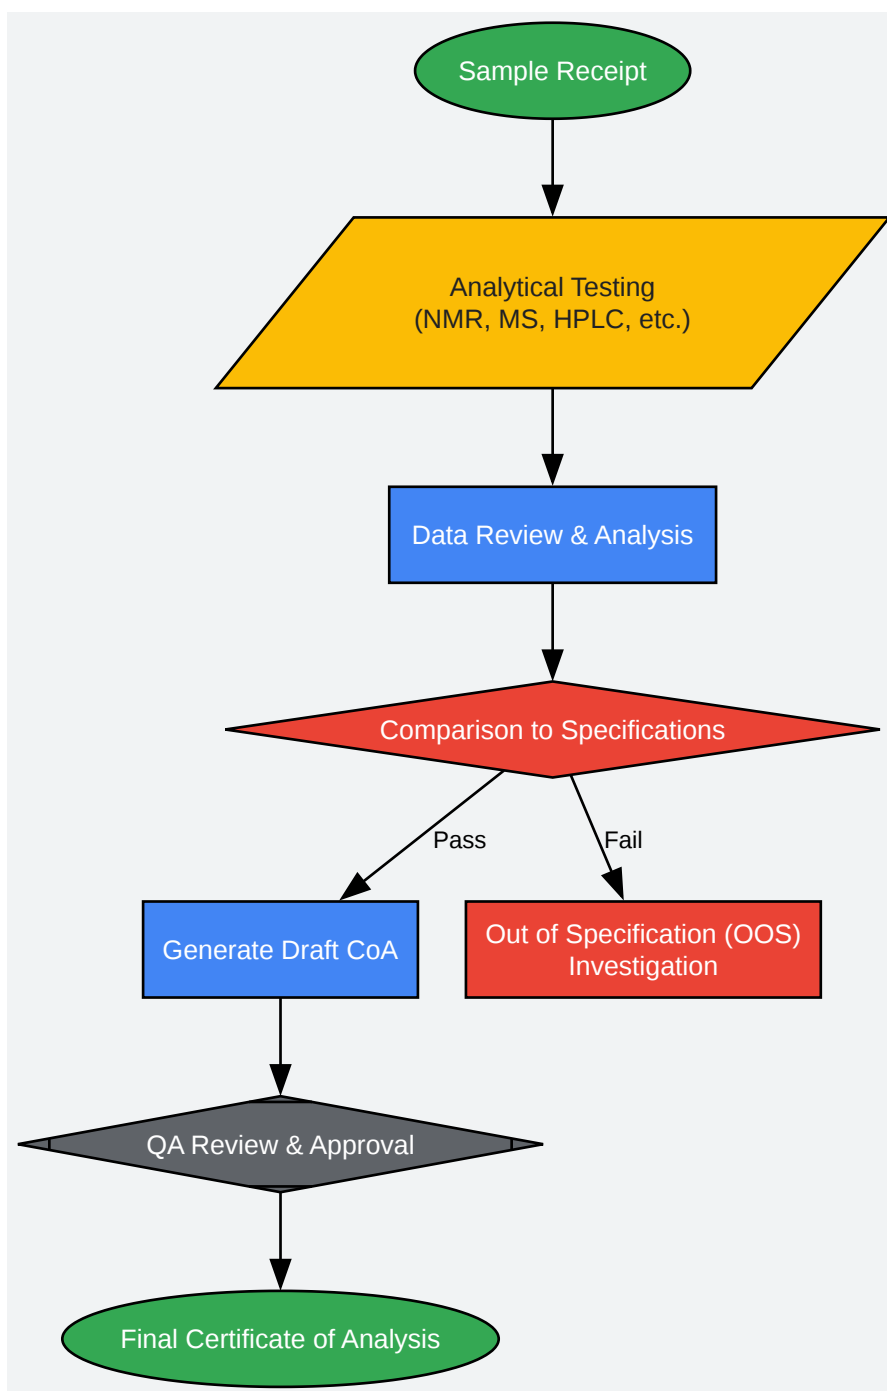 Sample Receipt
Analytical Testing
(NMR, MS, HPLC, etc.)
Data Review & Analysis
Comparison to Specifications
Pass
Fail
Generate Draft CoA
Out of Specification (OOS)
Investigation
QA Review & Approval
Final Certificate of Analysis